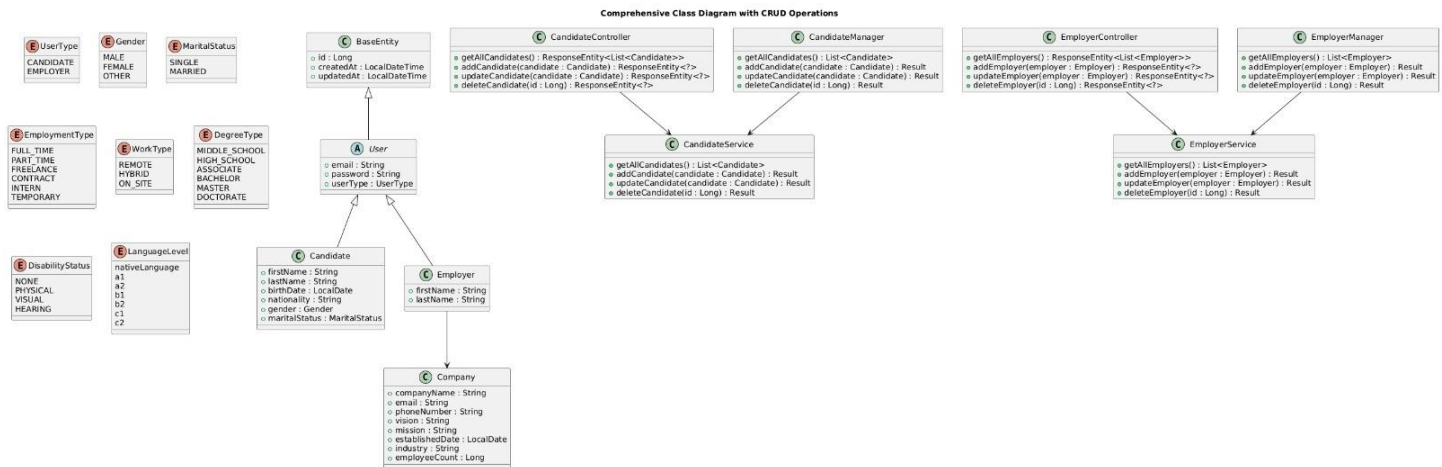 Comprehensive Class Diagram with CRUD Operations
E UserType
CANDIDATE
EMPLOYER
E Gender
MALE
FEMALE
OTHER
E MaritalStatus
SINGLE
MARRIED
C BaseEntity
id : Long
createdAt : LocalDateTime
updatedAt : LocalDateTime
C CandidateController
getAllCandidates() : ResponseEntity<List<Candidate>>
addCandidate(candidate : Candidate) : ResponseEntity<?>
updateCandidate(candidate : Candidate) : ResponseEntity<?>
deleteCandidate(id : Long) : ResponseEntity<?>
C CandidateManager
getAllCandidates() : List<Candidate>
addCandidate(candidate : Candidate) : Result
updateCandidate(candidate : Candidate) : Result
deleteCandidate(id : Long) : Result
C EmployerController
getAllEmployers() : ResponseEntity<List<Employer>>
addEmployer(employer : Employer) : ResponseEntity<?>
updateEmployer(employer : Employer) : ResponseEntity<?>
deleteEmployer(id : Long) : ResponseEntity<?>
C EmployerManager
getAllEmployers() : List<Employer>
addEmployer(employer : Employer) : Result
updateEmployer(employer : Employer) : Result
deleteEmployer(id : Long) : Result
E EmploymentType
FULL_TIME
PART_TIME
FREELANCE
CONTRACT
INTERN
TEMPORARY
E WorkType
REMOTE
HYBRID
ON_SITE
E DegreeType
MIDDLE_SCHOOL
HIGH_SCHOOL
ASSOCIATE
BACHELOR
MASTER
DOCTORATE
A User
email : String
password : String
userType : UserType
C CandidateService
getAllCandidates() : List<Candidate>
addCandidate(candidate : Candidate) : Result
updateCandidate(candidate : Candidate) : Result
deleteCandidate(id : Long) : Result
C EmployerService
getAllEmployers() : List<Employer>
addEmployer(employer : Employer) : Result
updateEmployer(employer : Employer) : Result
deleteEmployer(id : Long) : Result
E DisabilityStatus
NONE
PHYSICAL
VISUAL
HEARING
E LanguageLevel
nativeLanguage
a1
a2
b1
b2
c1
c2
C Candidate
firstName : String
lastName : String
birthDate : LocalDate
nationality : String
gender : Gender
maritalStatus : MaritalStatus
C Employer
firstName : String
lastName : String
C Company
companyName : String
email : String
phoneNumber : String
vision : String
mission : String
establishedDate : LocalDate
industry : String
employeeCount : Long